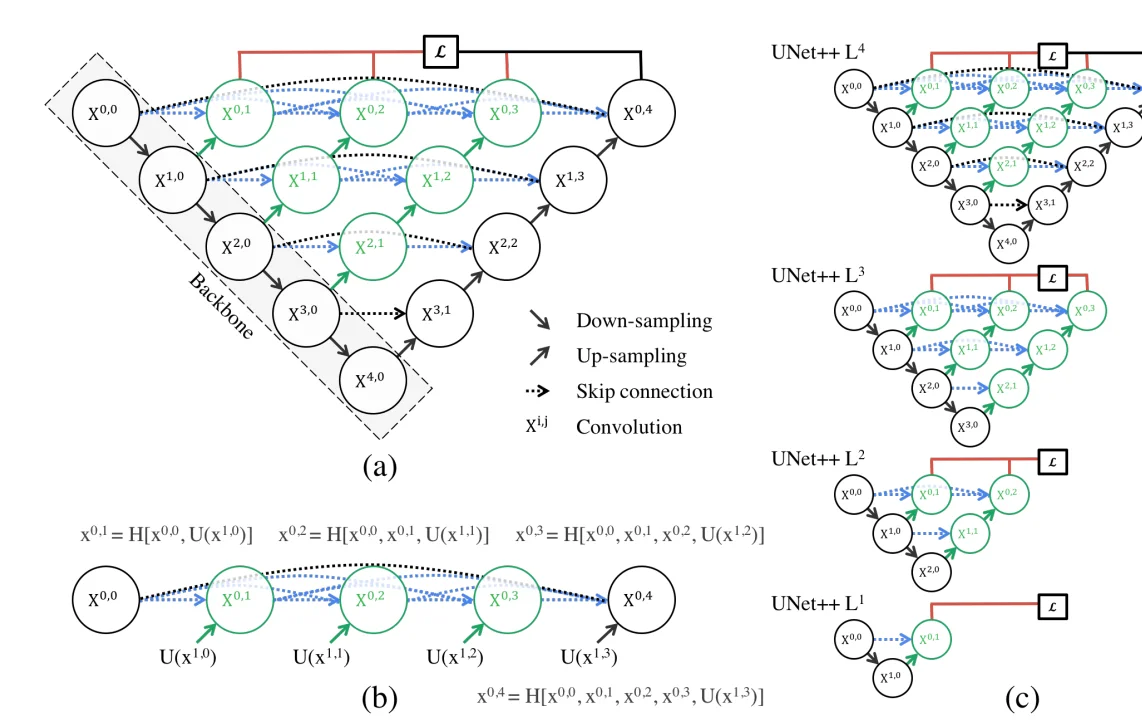 ℒ
X^{0,0} X^{0,1} X^{0,2} X^{0,3} X^{0,4}
X^{1,0} X^{1,1} X^{1,2} X^{1,3}
X^{2,0} X^{2,1} X^{2,2}
Backbone
X^{3,0} X^{3,1}
X^{4,0}
Down-sampling
Up-sampling
Skip connection
X^{i,j} Convolution
(a)
x^{0,1} = H[x^{0,0}, U(x^{1,0})] x^{0,2} = H[x^{0,0}, x^{0,1}, U(x^{1,1})] x^{0,3} = H[x^{0,0}, x^{0,1}, x^{0,2}, U(x^{1,2})]
X^{0,0} X^{0,1} X^{0,2} X^{0,3} X^{0,4}
U(x^{1,0}) U(x^{1,1}) U(x^{1,2}) U(x^{1,3})
x^{0,4} = H[x^{0,0}, x^{0,1}, x^{0,2}, x^{0,3}, U(x^{1,3})]
(b)
UNet++ L^4
ℒ
X^{0,0} X^{0,1} X^{0,2} X^{0,3}
X^{1,0} X^{1,1} X^{1,2} X^{1,3}
X^{2,0} X^{2,1} X^{2,2}
X^{3,0} X^{3,1}
X^{4,0}
UNet++ L^3
ℒ
X^{0,0} X^{0,1} X^{0,2} X^{0,3}
X^{1,0} X^{1,1} X^{1,2}
X^{2,0} X^{2,1}
X^{3,0}
UNet++ L^2
ℒ
X^{0,0} X^{0,1} X^{0,2}
X^{1,0} X^{1,1}
X^{2,0}
UNet++ L^1
ℒ
X^{0,0} X^{0,1}
X^{1,0}
(c)